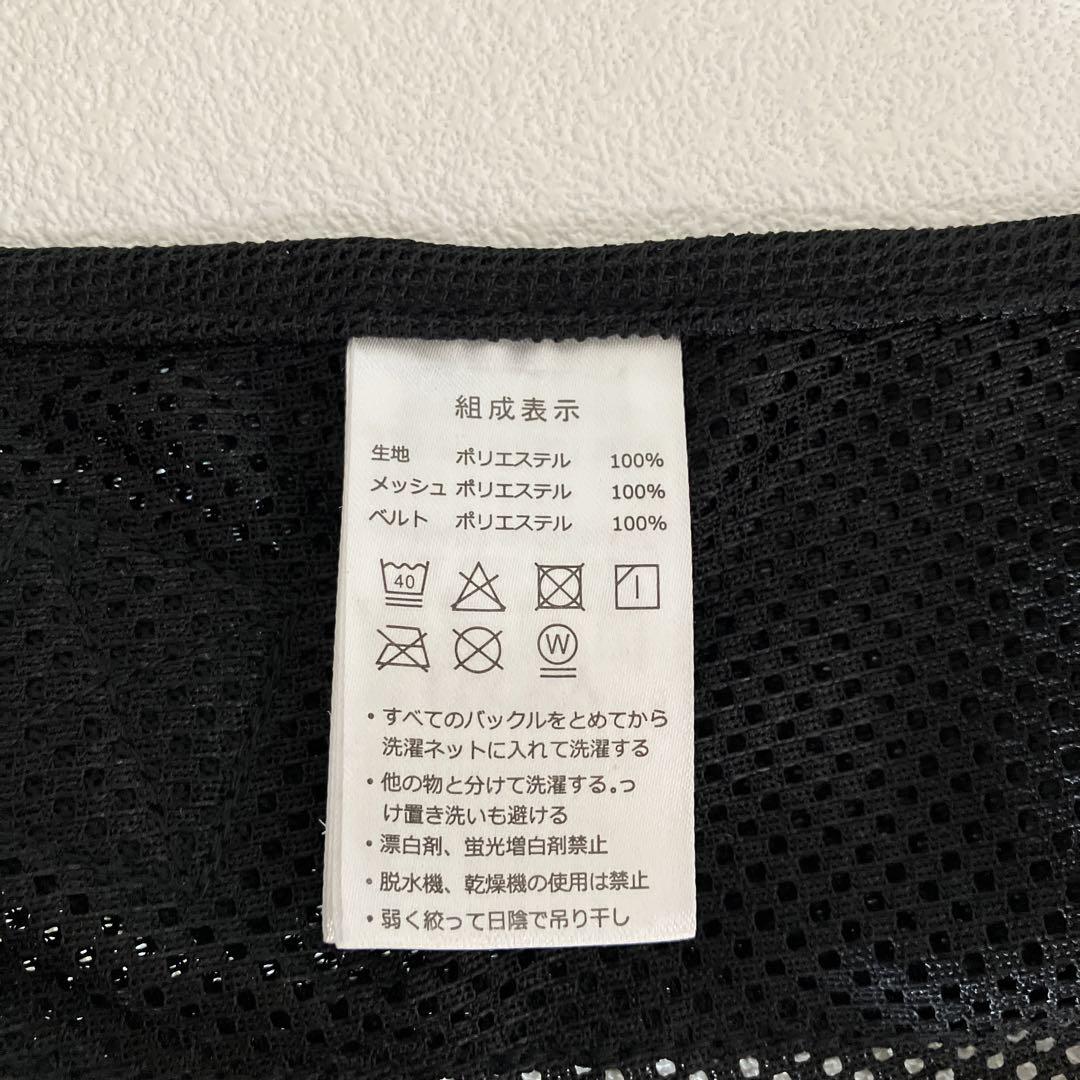 組成表示
生地 ポリエステル 100%
メッシュ ポリエステル 100%
ベルト ポリエステル 100%
40
W
・すべてのバックルをとめてから
洗濯ネットに入れて洗濯する
・他の物と分けて洗濯する。っ
け置き洗いも避ける
・漂白剤、蛍光増白剤禁止
・脱水機、乾燥機の使用は禁止
・弱く絞って日陰で吊り干し